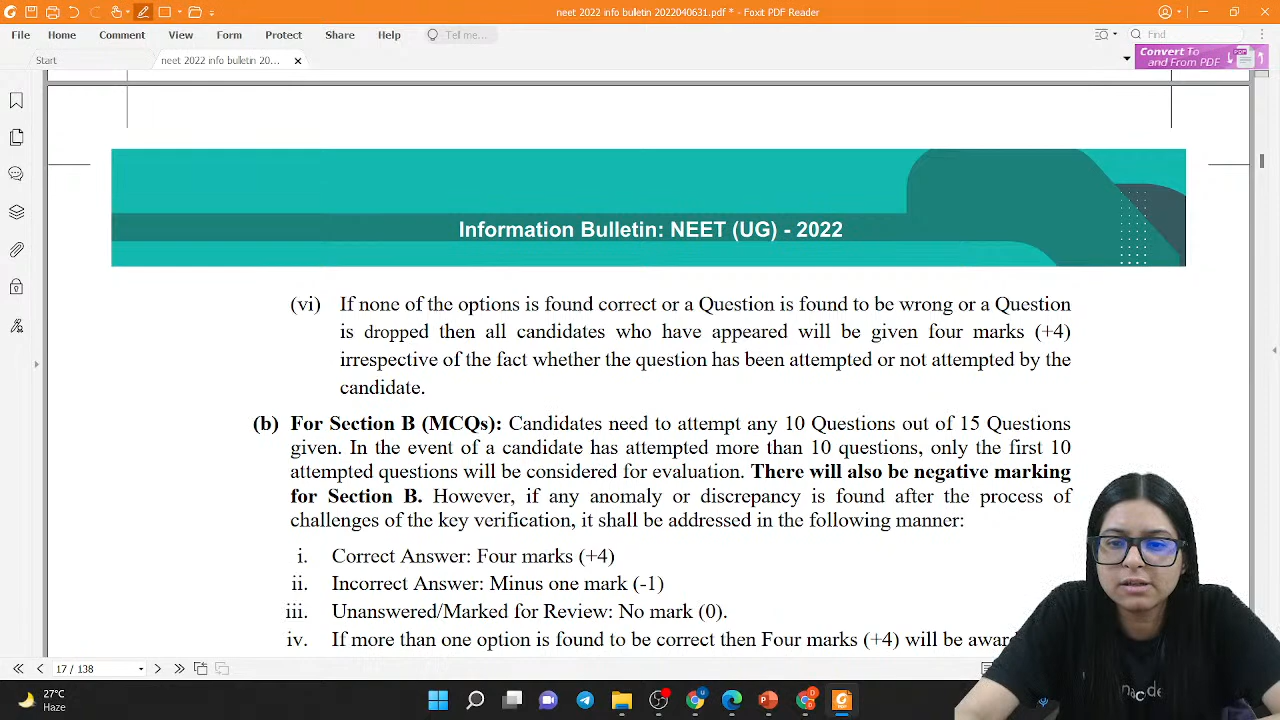 neet 2022 info bulletin 2022040631.pdf * - Foxit PDF Reader
File Home Comment View Form Protect Share Help Tell me... Find
Start neet 2022 info bulletin 20... Convert To and From PDF
Information Bulletin: NEET (UG) - 2022
(vi) If none of the options is found correct or a Question is found to be wrong or a Question
is dropped then all candidates who have appeared will be given four marks (+4)
irrespective of the fact whether the question has been attempted or not attempted by the
candidate.
(b) For Section B (MCQs): Candidates need to attempt any 10 Questions out of 15 Questions
given. In the event of a candidate has attempted more than 10 questions, only the first 10
attempted questions will be considered for evaluation. There will also be negative marking
for Section B. However, if any anomaly or discrepancy is found after the process of
challenges of the key verification, it shall be addressed in the following manner:
i. Correct Answer: Four marks (+4)
ii. Incorrect Answer: Minus one mark (-1)
iii. Unanswered/Marked for Review: No mark (0).
iv. If more than one option is found to be correct then Four marks (+4) will be
17 / 138
27°C
Haze